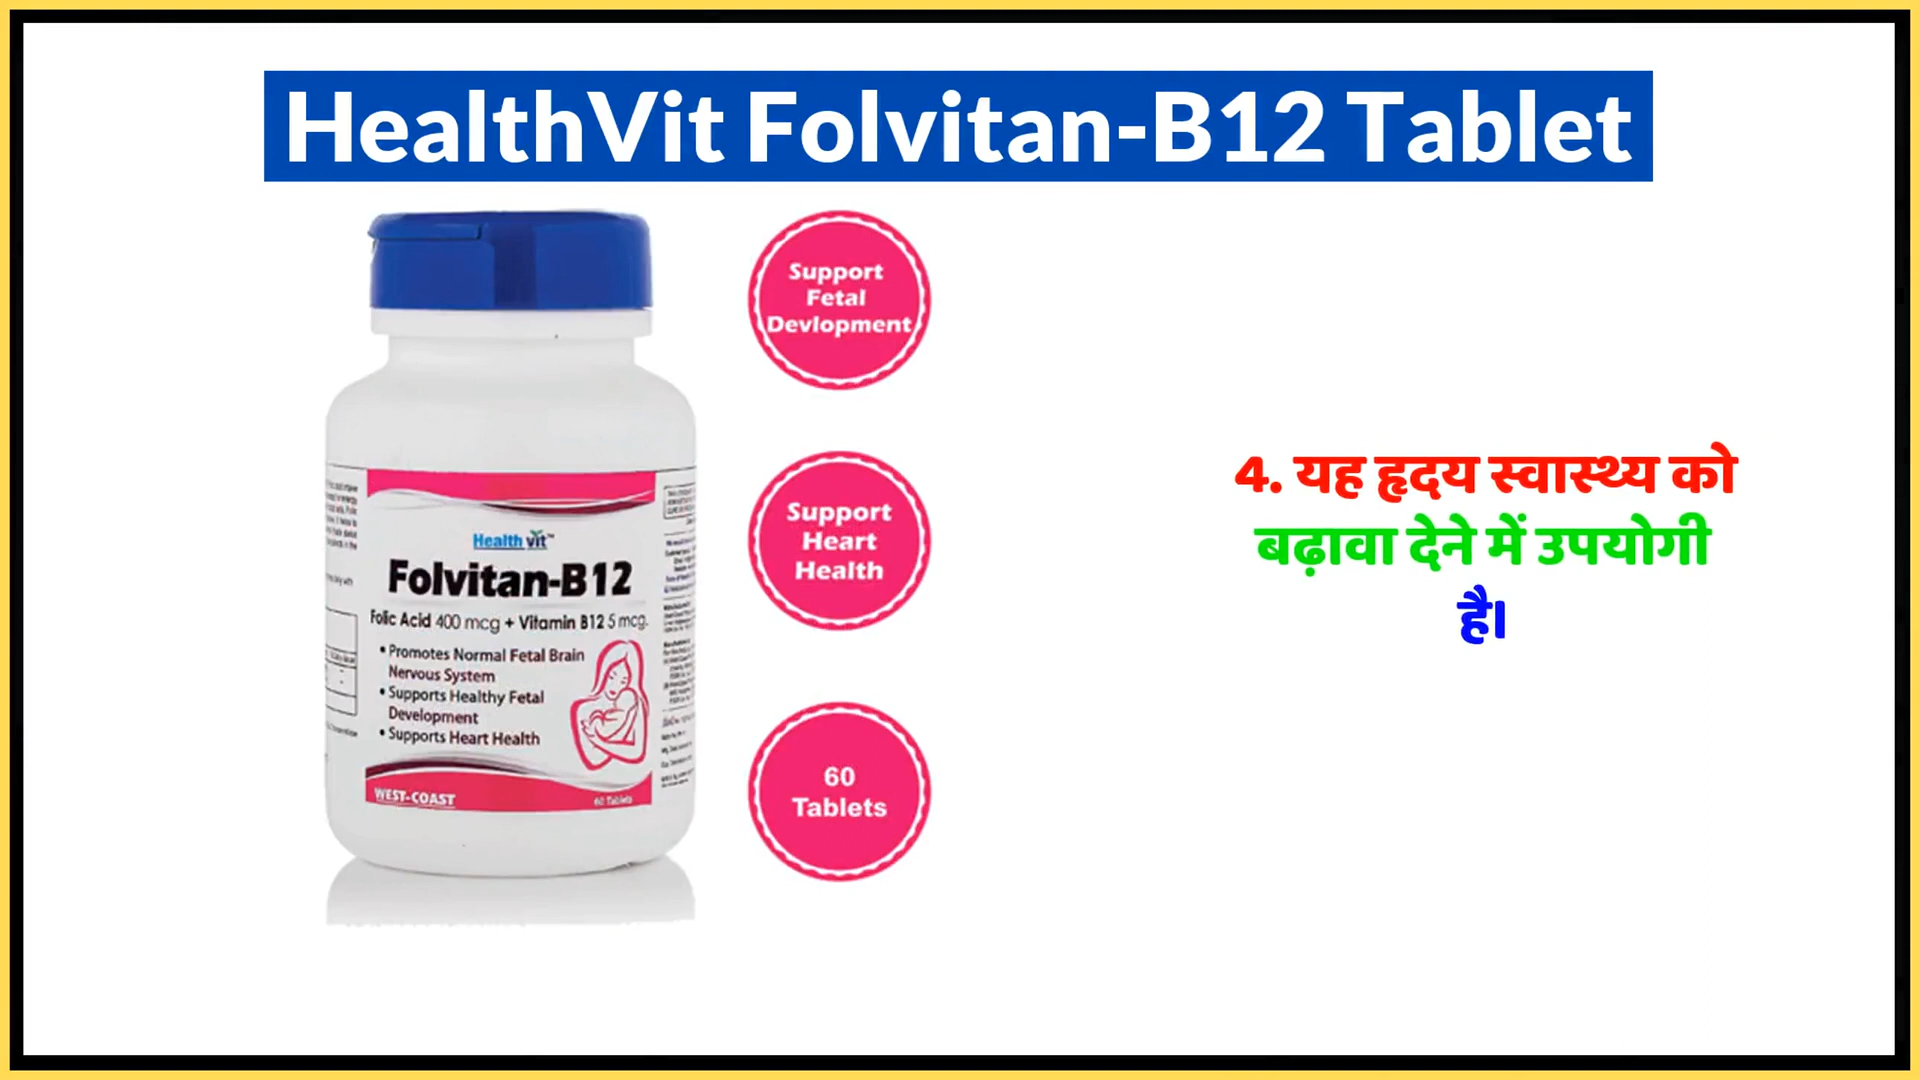 HealthVit Folvitan-B12 Tablet
Support
Fetal
Devlopment
Support
Heart
Health
60
Tablets
Health vit™
Folvitan-B12
Folic Acid 400 mcg + Vitamin B12 5 mcg.
• Promotes Normal Fetal Brain
Nervous System
• Supports Healthy Fetal
Development
• Supports Heart Health
WEST-COAST
60 Tablets
4. यह हृदय स्वास्थ्य को
बढ़ावा देने में उपयोगी
है।